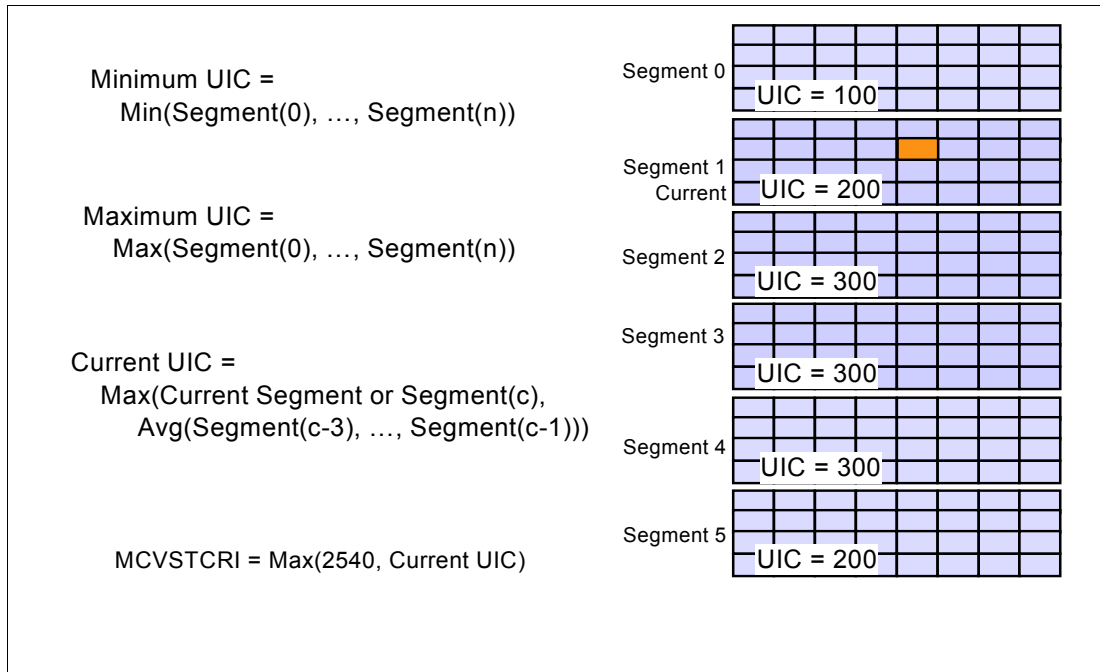 Minimum UIC =
Min(Segment(0), …, Segment(n))
Maximum UIC =
Max(Segment(0), …, Segment(n))
Current UIC =
Max(Current Segment or Segment(c),
Avg(Segment(c-3), …, Segment(c-1)))
MCVSTCRI = Max(2540, Current UIC)
Segment 0
UIC = 100
Segment 1
Current
UIC = 200
Segment 2
UIC = 300
Segment 3
UIC = 300
Segment 4
UIC = 300
Segment 5
UIC = 200